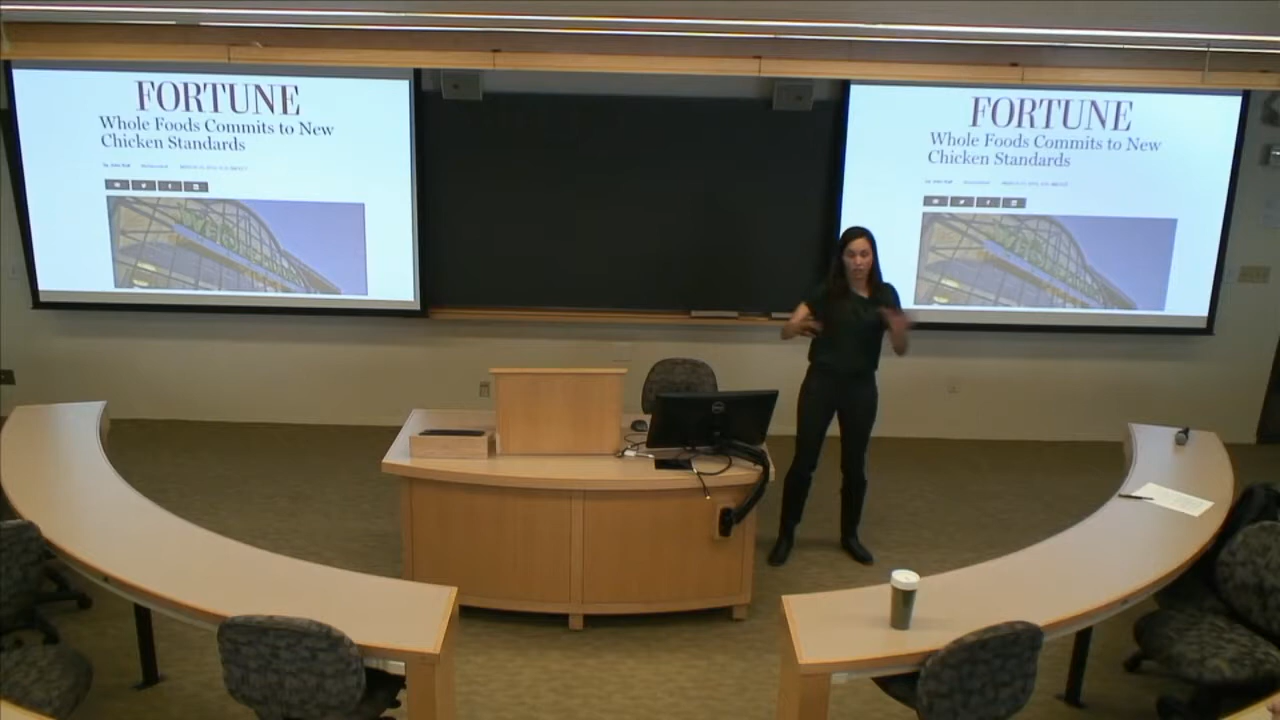 FORTUNE
Whole Foods Commits to New
Chicken Standards
FORTUNE
Whole Foods Commits to New
Chicken Standards